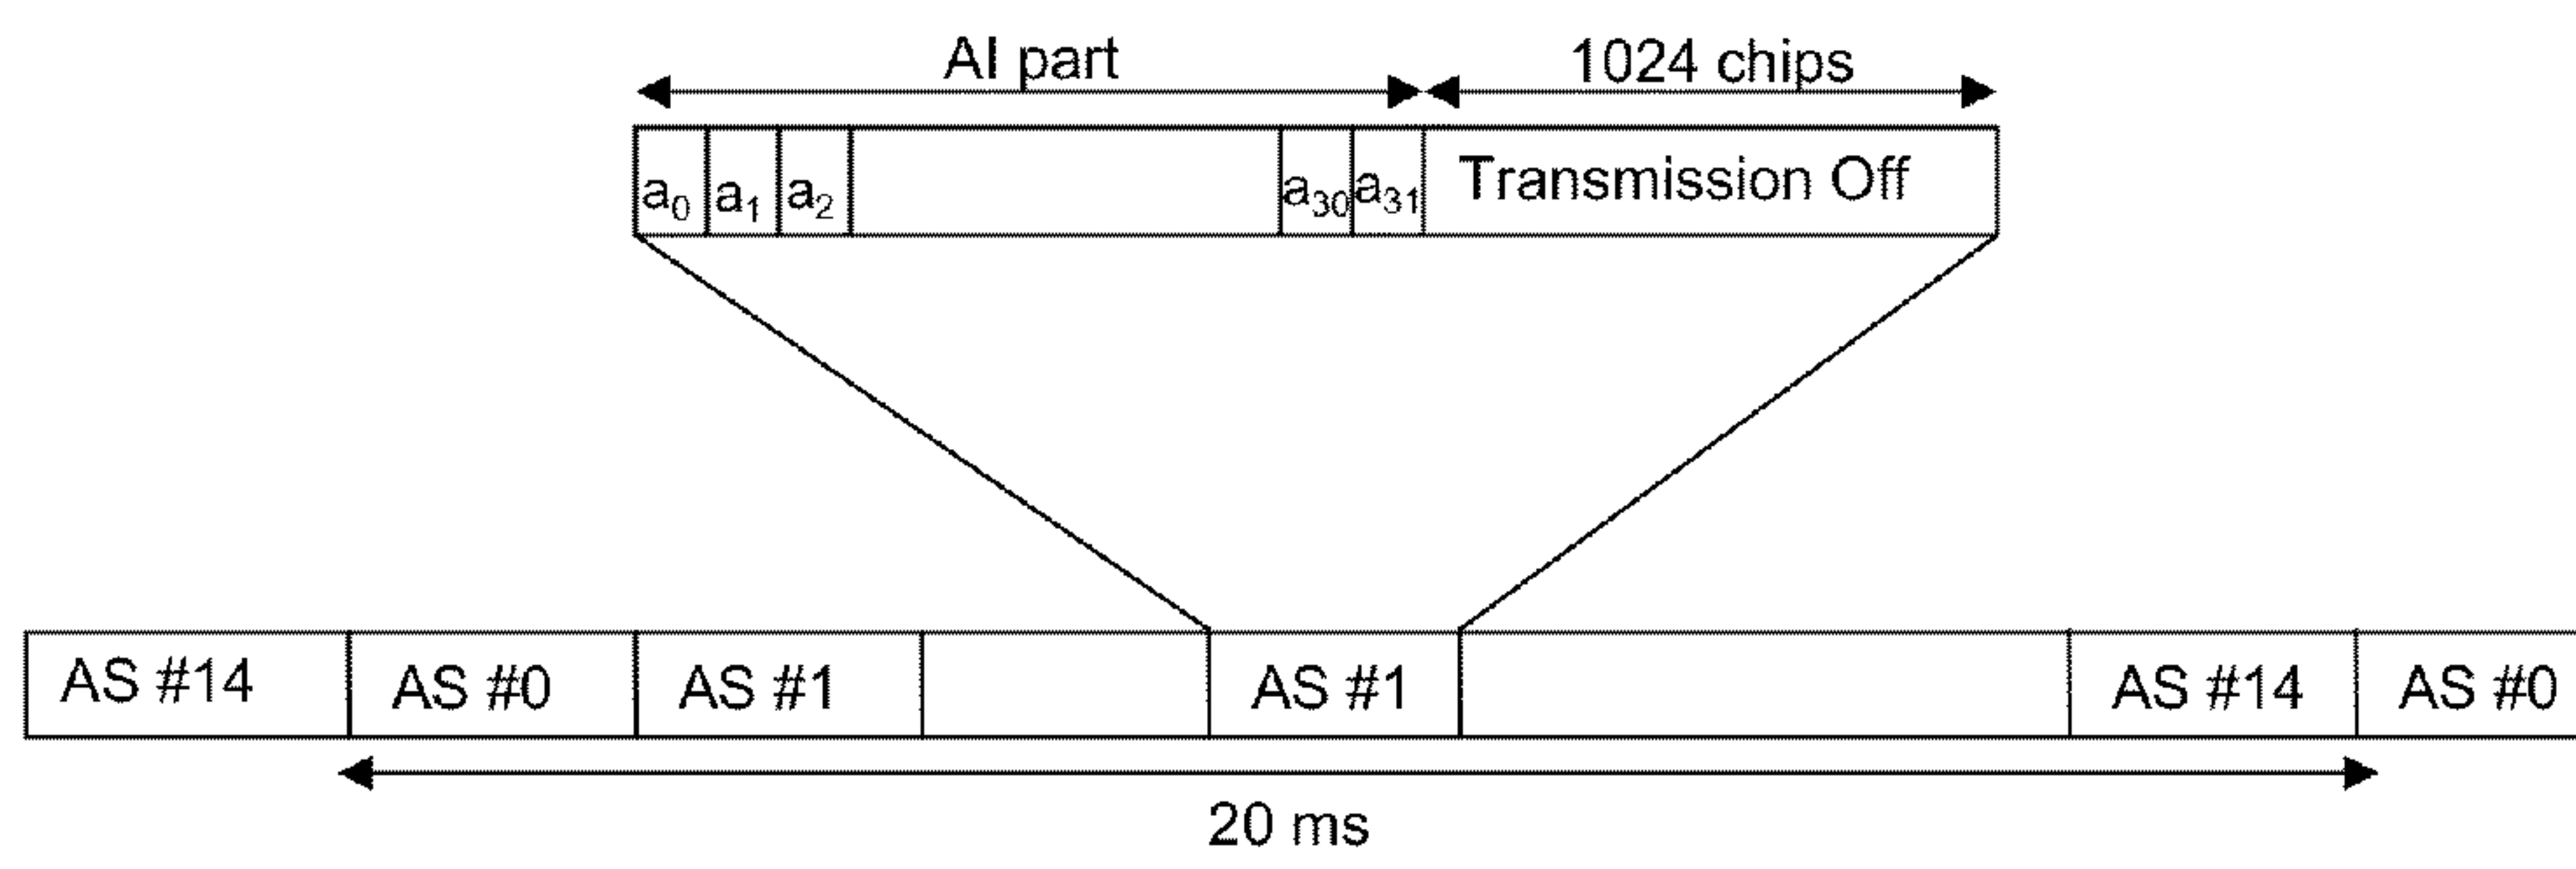 AI part 1024 chips
a0 a1 a2 a30 a31 Transmission Off
AS #14 AS #0 AS #1 AS #1 AS #14 AS #0
20 ms